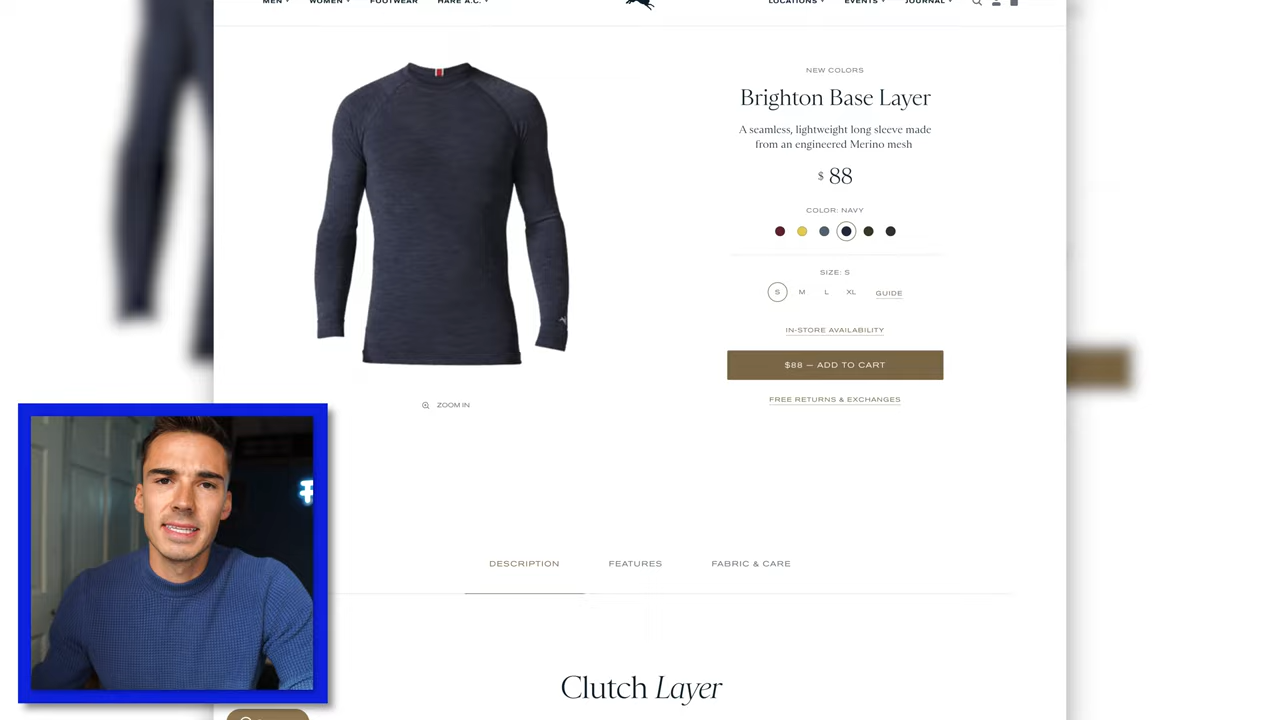 MEN
WOMEN
FOOTWEAR
HARE A.C.
LOCATIONS
EVENTS
JOURNAL
NEW COLORS
Brighton Base Layer
A seamless, lightweight long sleeve made
from an engineered Merino mesh
$ 88
COLOR: NAVY
SIZE: S
S M L XL GUIDE
IN-STORE AVAILABILITY
$88 — ADD TO CART
FREE RETURNS & EXCHANGES
ZOOM IN
DESCRIPTION
FEATURES
FABRIC & CARE
Clutch Layer